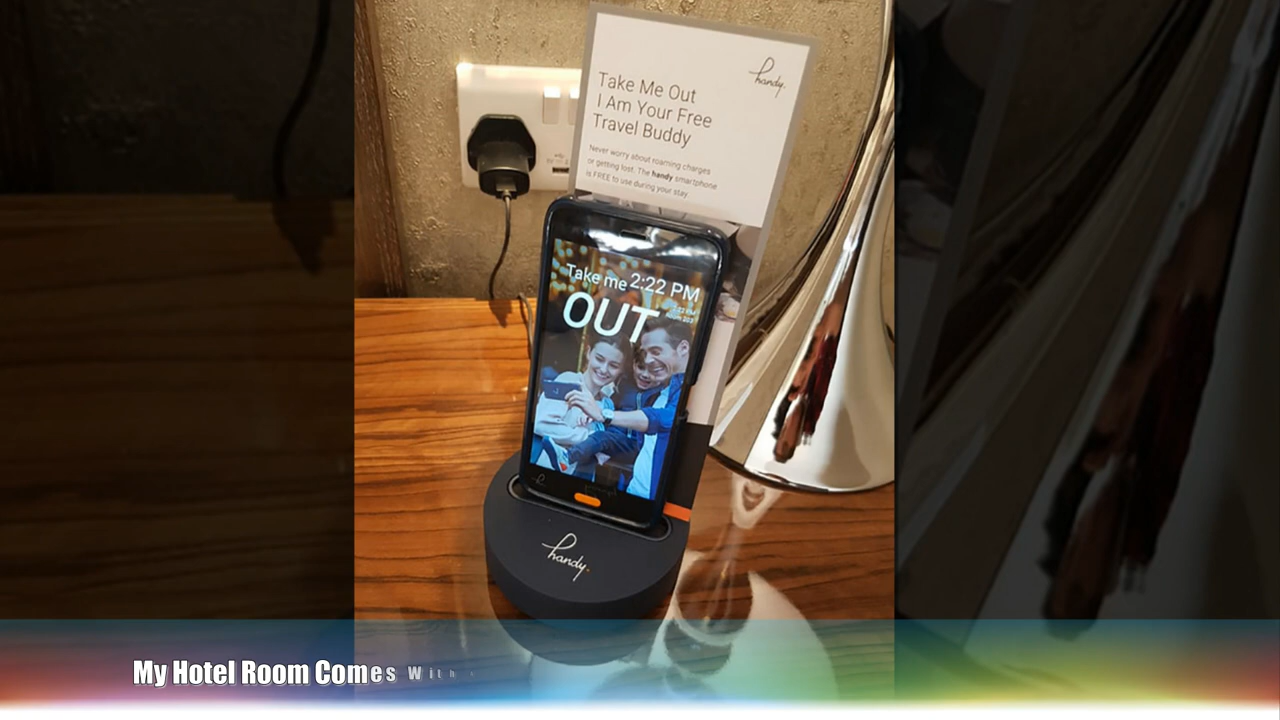 handy.
Take Me Out
I Am Your Free
Travel Buddy
Never worry about roaming charges
or getting lost. The handy smartphone
is FREE to use during your stay.
Take me 2:22 PM
OUT
handy.
My Hotel Room Comes With